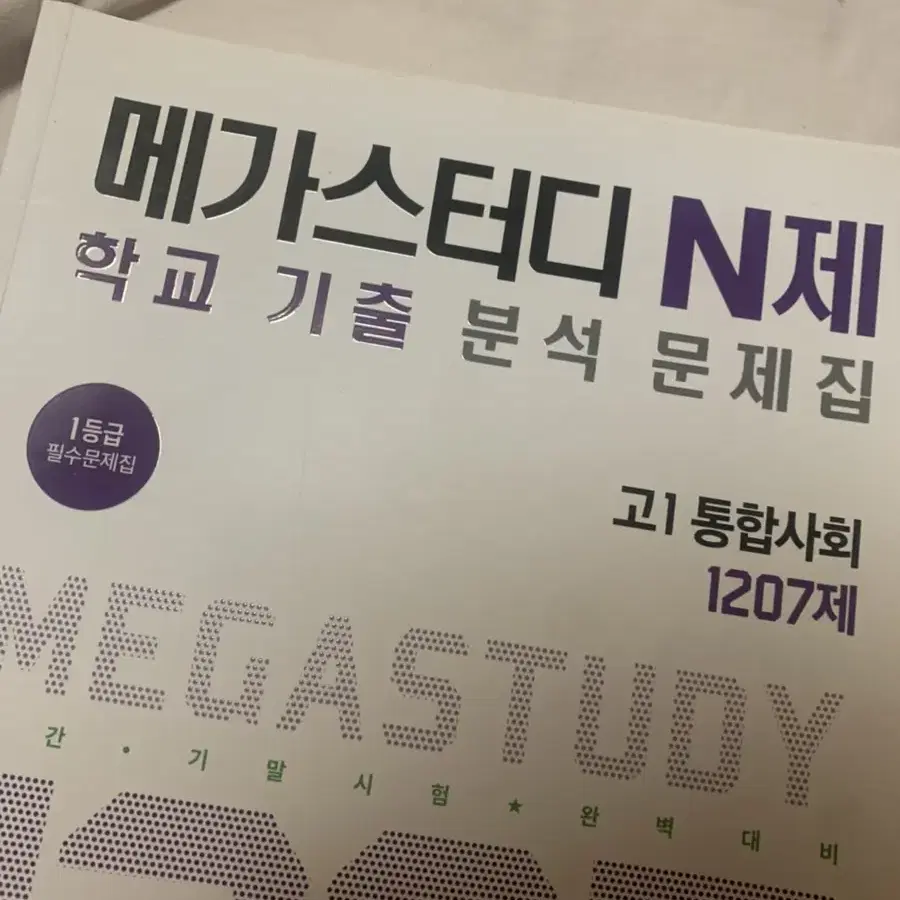 메가스터디 N제
학교 기출 분석 문제집
1등급
필수문제집
고1 통합사회
1207제
MEGASTUDY
간 • 기말시험 ★ 완벽대비